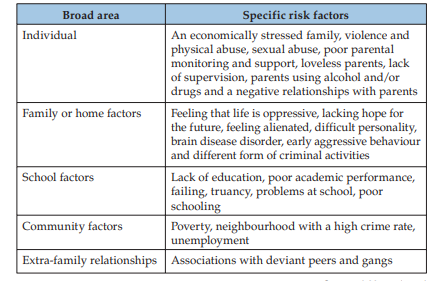 Broad area Specific risk factors
Individual An economically stressed family, violence and
physical abuse, sexual abuse, poor parental
monitoring and support, loveless parents, lack
of supervision, parents using alcohol and/or
drugs and a negative relationships with parents
Family or home factors Feeling that life is oppressive, lacking hope for
the future, feeling alienated, difficult personality,
brain disease disorder, early aggressive behaviour
and different form of criminal activities
School factors Lack of education, poor academic performance,
failing, truancy, problems at school, poor
schooling
Community factors Poverty, neighbourhood with a high crime rate,
unemployment
Extra-family relationships Associations with deviant peers and gangs